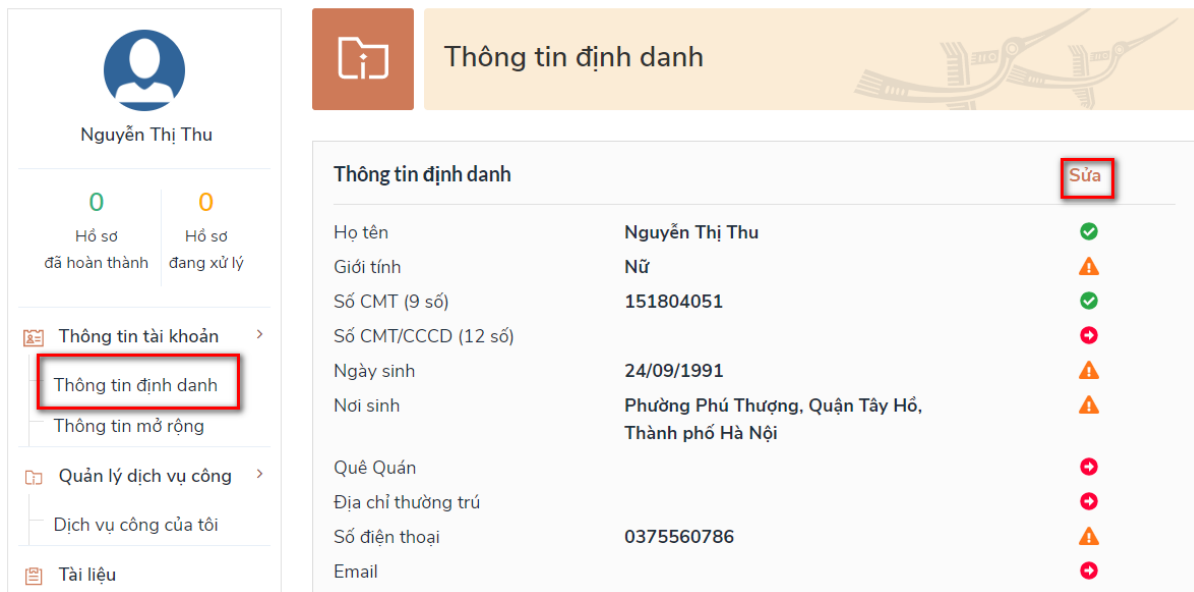 Nguyễn Thị Thu
0
Hồ sơ
đã hoàn thành
0
Hồ sơ
đang xử lý
Thông tin tài khoản
Thông tin định danh
Thông tin mở rộng
Quản lý dịch vụ công
Dịch vụ công của tôi
Tài liệu
Thông tin định danh
Thông tin định danh
Sửa
Họ tên Nguyễn Thị Thu
Giới tính Nữ
Số CMT (9 số) 151804051
Số CMT/CCCD (12 số)
Ngày sinh 24/09/1991
Nơi sinh Phường Phú Thượng, Quận Tây Hồ,
Thành phố Hà Nội
Quê Quán
Địa chỉ thường trú
Số điện thoại 0375560786
Email